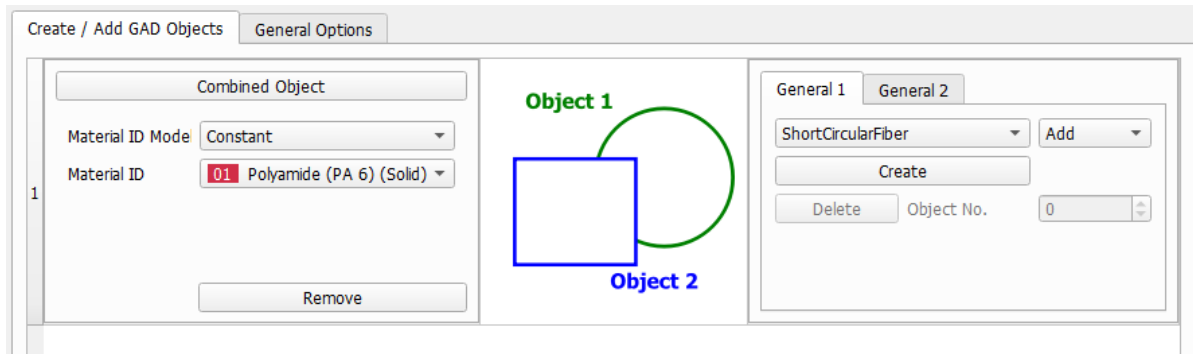 Create / Add GAD Objects
General Options
1
Combined Object
Material ID Model
Constant
Material ID
01 Polyamide (PA 6) (Solid)
Remove
Object 1
Object 2
General 1
General 2
ShortCircularFiber
Add
Create
Delete
Object No.
0